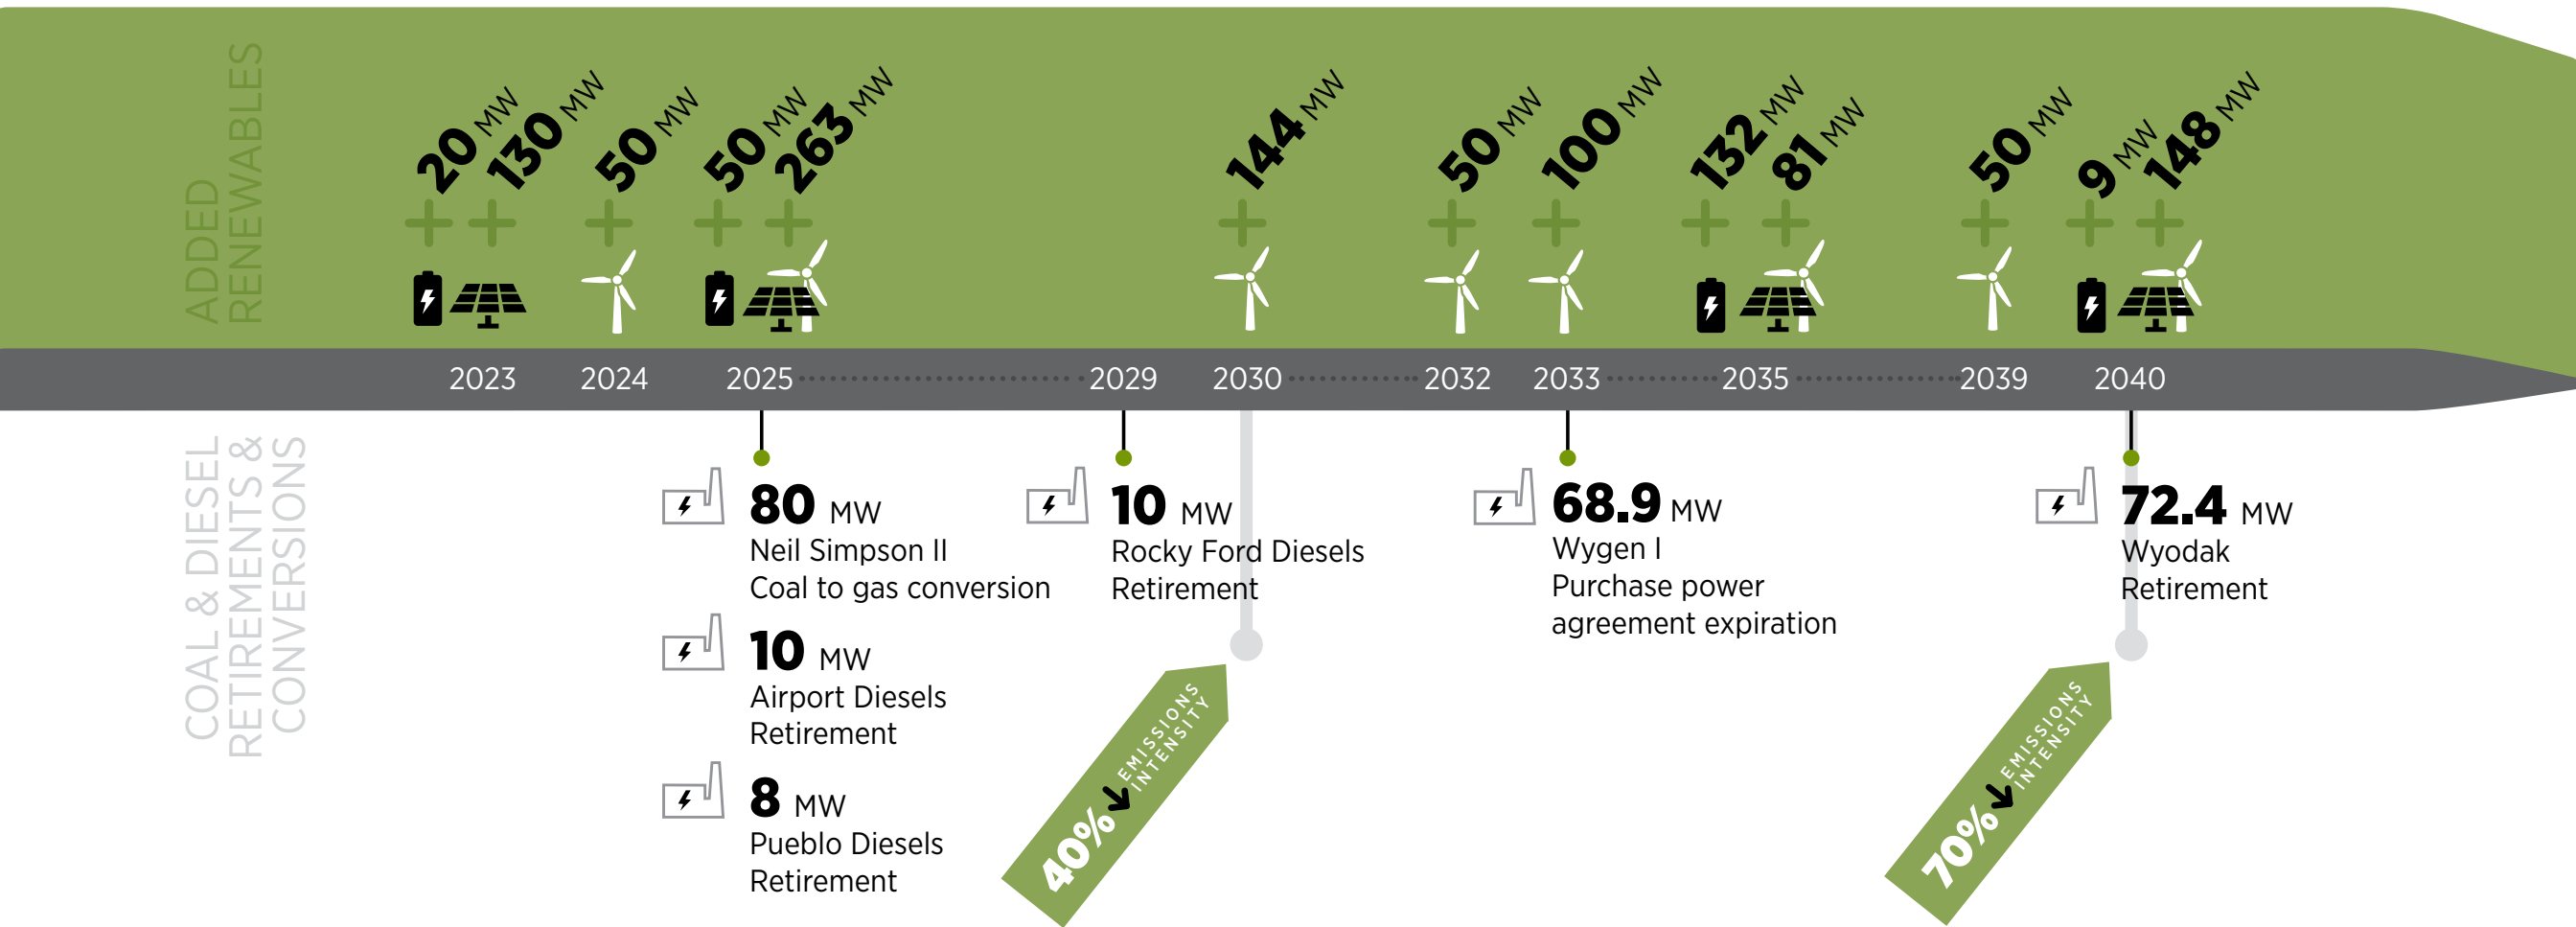 ADDED
RENEWABLES
20 MW
130 MW
50 MW
50 MW
263 MW
144 MW
50 MW
100 MW
132 MW
81 MW
50 MW
9 MW
148 MW
2023
2024
2025
2029
2030
2032
2033
2035
2039
2040
COAL & DIESEL
RETIREMENTS &
CONVERSIONS
80 MW
Neil Simpson II
Coal to gas conversion
10 MW
Airport Diesels
Retirement
8 MW
Pueblo Diesels
Retirement
10 MW
Rocky Ford Diesels
Retirement
40%
EMISSIONS
INTENSITY
68.9 MW
Wygen I
Purchase power
agreement expiration
72.4 MW
Wyodak
Retirement
70%
EMISSIONS
INTENSITY